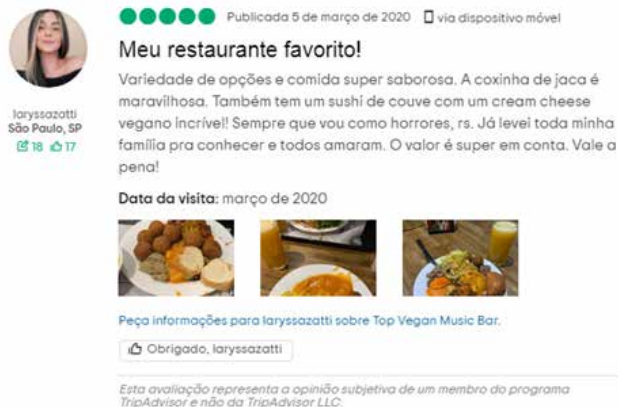 Publicada 5 de março de 2020 via dispositivo móvel
Meu restaurante favorito!
Variedade de opções e comida super saborosa. A coxinha de jaca é
maravilhosa. Também tem um sushi de couve com um cream cheese
vegano incrível! Sempre que vou como horrores, rs. Já levei toda minha
família pra conhecer e todos amaram. O valor é super em conta. Vale a
pena!
laryssazatti
São Paulo, SP
18 17
Data da visita: março de 2020
Peça informações para laryssazatti sobre Top Vegan Music Bar.
Obrigado, laryssazatti
Esta avaliação representa a opinião subjetiva de um membro do programa
TripAdvisor e não da TripAdvisor LLC.